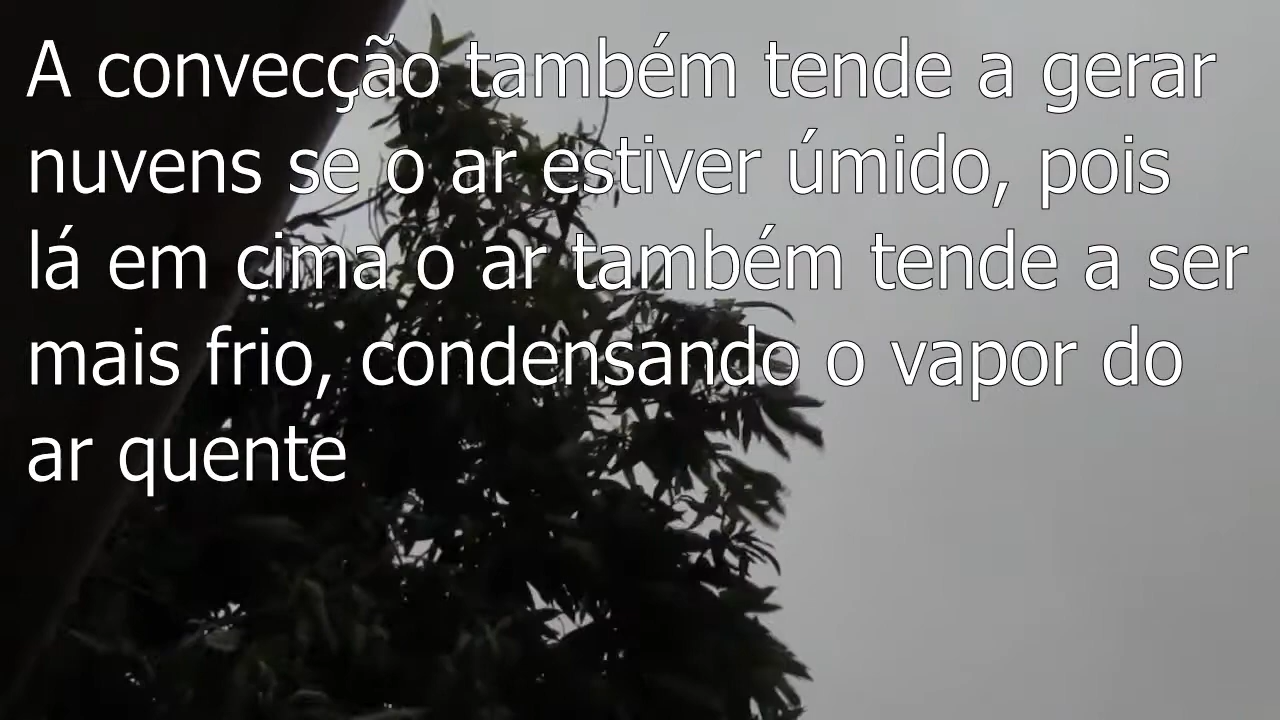 A convecção também tende a gerar
nuvens se o ar estiver úmido, pois
lá em cima o ar também tende a ser
mais frio, condensando o vapor do
ar quente